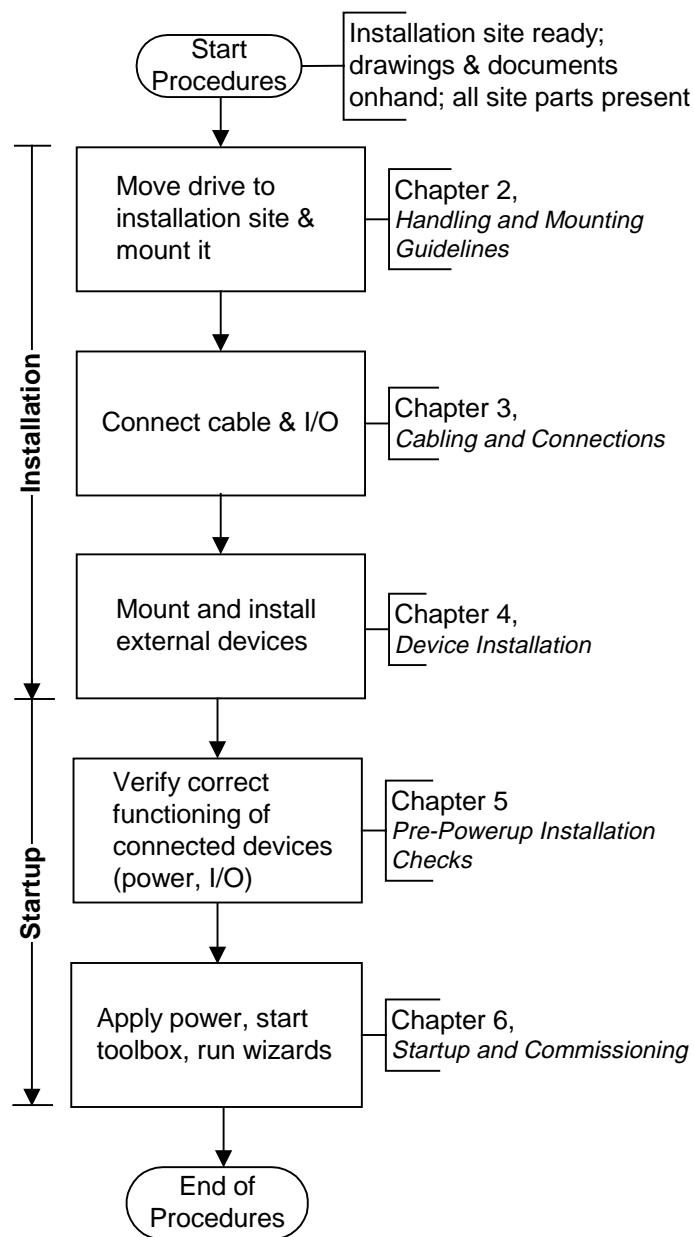 Start
Procedures
Installation site ready;
drawings & documents
onhand; all site parts present
Installation
Move drive to
installation site &
mount it
Chapter 2,
Handling and Mounting
Guidelines
Connect cable & I/O
Chapter 3,
Cabling and Connections
Mount and install
external devices
Chapter 4,
Device Installation
Startup
Verify correct
functioning of
connected devices
(power, I/O)
Chapter 5
Pre-Powerup Installation
Checks
Apply power, start
toolbox, run wizards
Chapter 6,
Startup and Commissioning
End of
Procedures